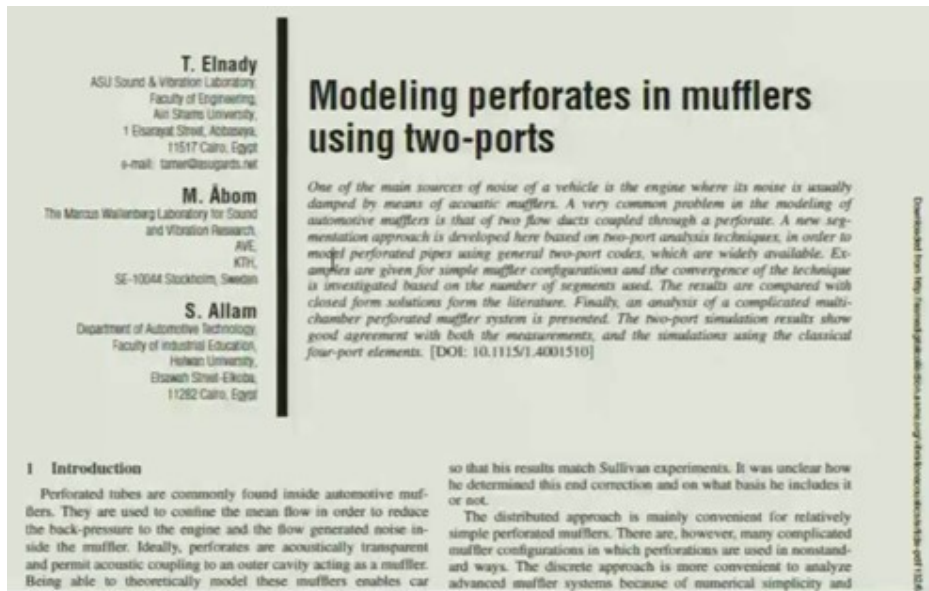 T. Elnady
ASU Sound & Vibration Laboratory,
Faculty of Engineering,
Ain Shams University,
1 Elsarayat Street, Abbaseya,
11517 Cairo, Egypt
e-mail: tamer@asugards.net
M. Åbom
The Marcus Wallenberg Laboratory for Sound
and Vibration Research,
AVE,
KTH,
SE-10044 Stockholm, Sweden
S. Allam
Department of Automotive Technology,
Faculty of Industrial Education,
Helwan University,
Elsawah Street-Elkoba,
11282 Cairo, Egypt
Modeling perforates in mufflers
using two-ports
One of the main sources of noise of a vehicle is the engine where its noise is usually
damped by means of acoustic mufflers. A very common problem in the modeling of
automotive mufflers is that of two flow ducts coupled through a perforate. A new seg-
mentation approach is developed here based on two-port analysis techniques, in order to
model perforated pipes using general two-port codes, which are widely available. Ex-
amples are given for simple muffler configurations and the convergence of the technique
is investigated based on the number of segments used. The results are compared with
closed form solutions form the literature. Finally, an analysis of a complicated multi-
chamber perforated muffler system is presented. The two-port simulation results show
good agreement with both the measurements, and the simulations using the classical
four-port elements. [DOI: 10.1115/1.4001510]
1 Introduction
Perforated tubes are commonly found inside automotive muf-
flers. They are used to confine the mean flow in order to reduce
the back-pressure to the engine and the flow generated noise in-
side the muffler. Ideally, perforates are acoustically transparent
and permit acoustic coupling to an outer cavity acting as a muffler.
Being able to theoretically model these mufflers enables car
so that his results match Sullivan experiments. It was unclear how
he determined this end correction and on what basis he includes it
or not.
The distributed approach is mainly convenient for relatively
simple perforated mufflers. There are, however, many complicated
muffler configurations in which perforations are used in nonstand-
ard ways. The discrete approach is more convenient to analyze
advanced muffler systems because of numerical simplicity and
Downloaded from